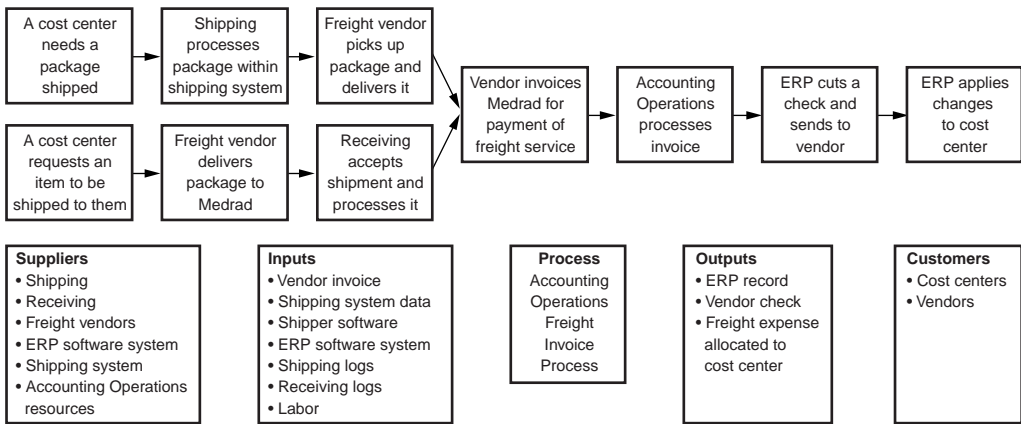 A cost center
needs a
package
shipped
Shipping
processes
package within
shipping system
Freight vendor
picks up
package and
delivers it
A cost center
requests an
item to be
shipped to them
Freight vendor
delivers
package to
Medrad
Receiving
accepts
shipment and
processes it
Vendor invoices
Medrad for
payment of
freight service
Accounting
Operations
processes
invoice
ERP cuts a
check and
sends to
vendor
ERP applies
changes
to cost
center
Suppliers
• Shipping
• Receiving
• Freight vendors
• ERP software system
• Shipping system
• Accounting Operations
resources
Inputs
• Vendor invoice
• Shipping system data
• Shipper software
• ERP software system
• Shipping logs
• Receiving logs
• Labor
Process
Accounting
Operations
Freight
Invoice
Process
Outputs
• ERP record
• Vendor check
• Freight expense
allocated to
cost center
Customers
• Cost centers
• Vendors